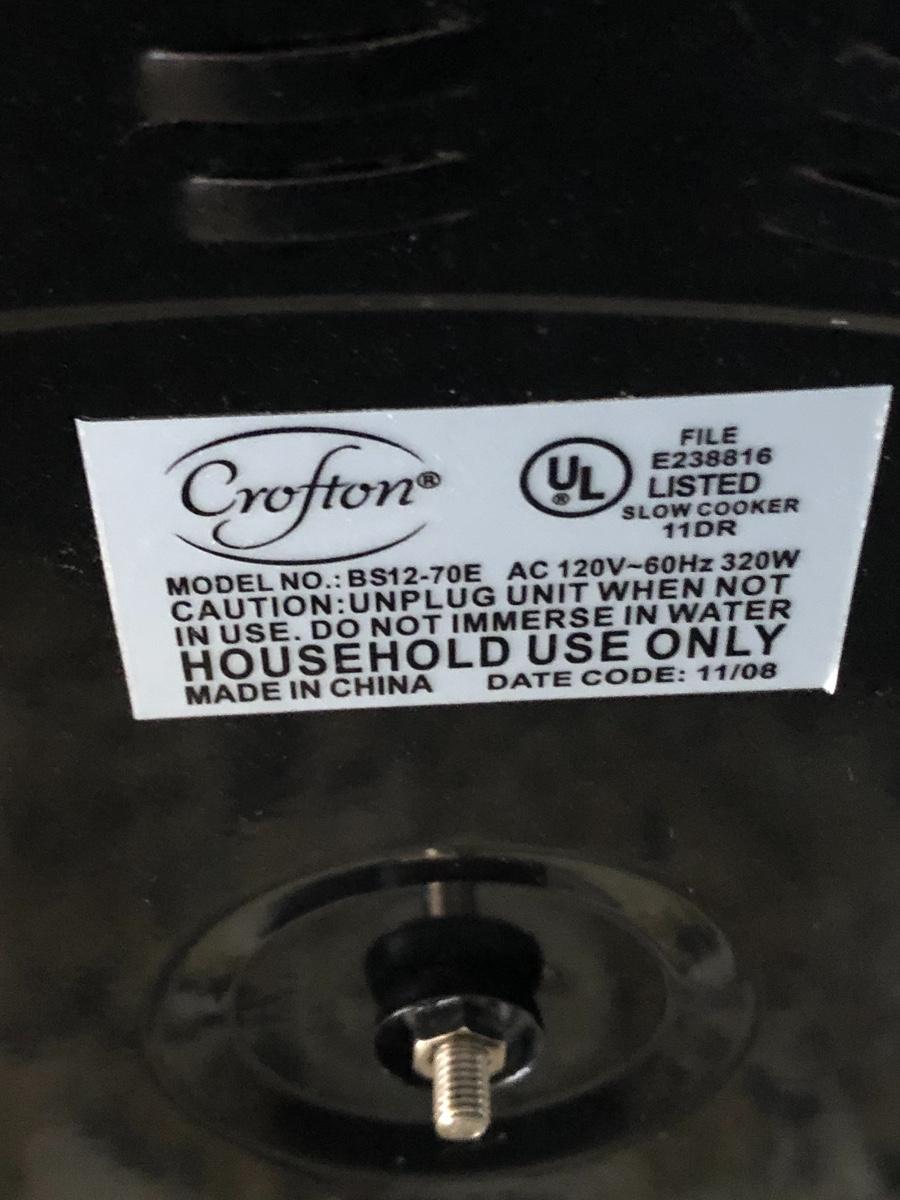 Crofton®
UL®
FILE
E238816
LISTED
SLOW COOKER
11DR
MODEL NO.: BS12-70E AC 120V~60Hz 320W
CAUTION:UNPLUG UNIT WHEN NOT
IN USE. DO NOT IMMERSE IN WATER
HOUSEHOLD USE ONLY
MADE IN CHINA DATE CODE: 11/08